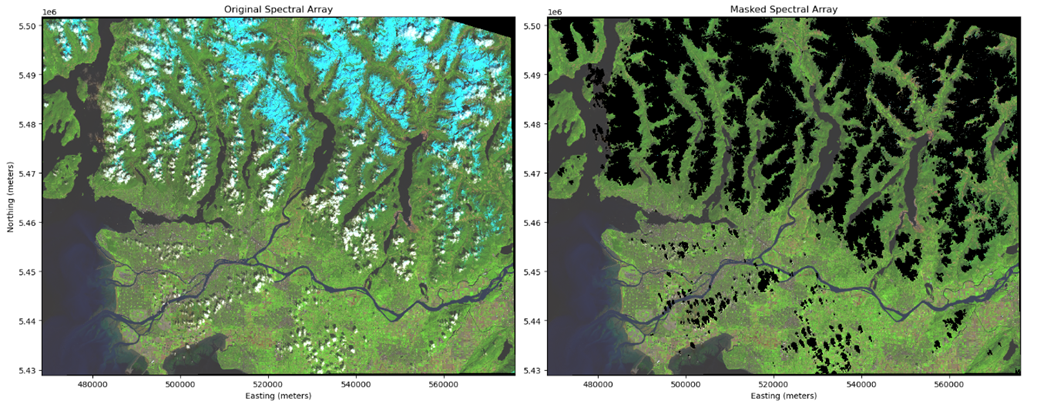 Original Spectral Array
Masked Spectral Array
1e6
1e6
5.50
5.50
5.49
5.49
5.48
5.48
5.47
5.47
Northing (meters)
5.46
5.46
5.45
5.45
5.44
5.44
5.43
5.43
480000 500000 520000 540000 560000
480000 500000 520000 540000 560000
Easting (meters)
Easting (meters)